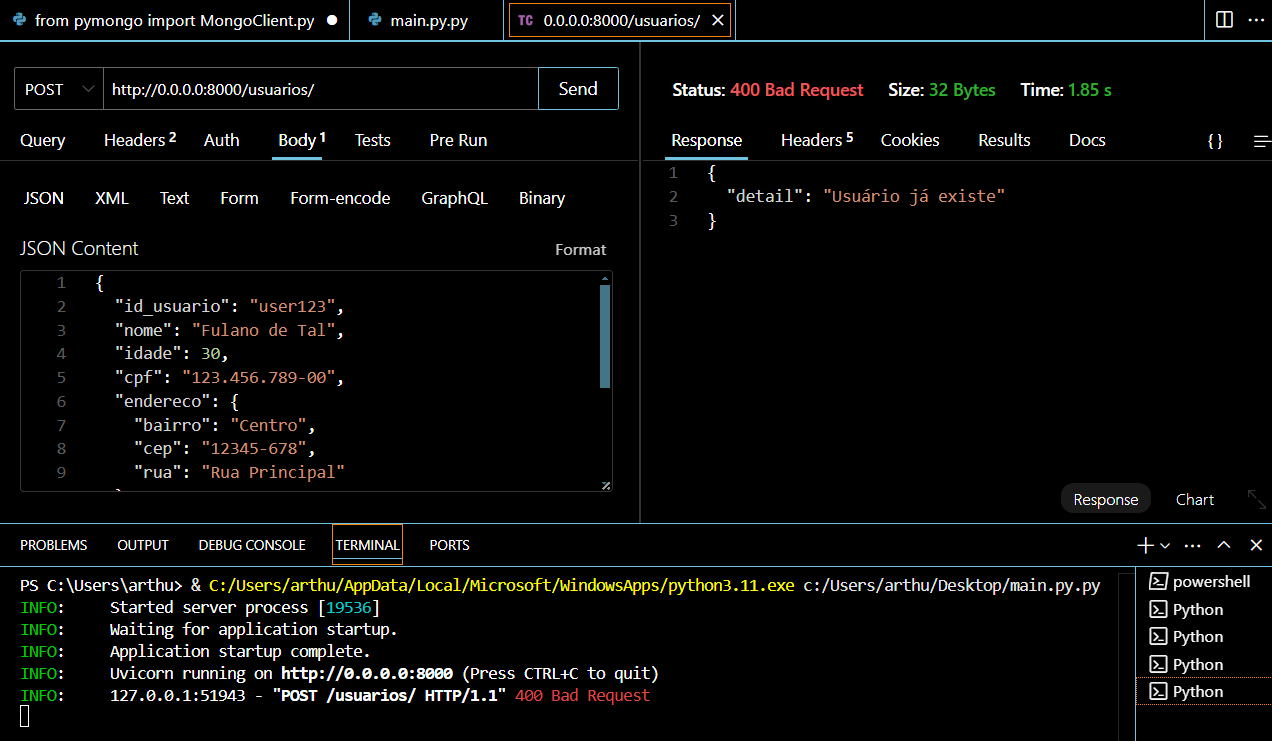 from pymongo import MongoClient.py ● main.py.py TC 0.0.0.0:8000/usuarios/
POST http://0.0.0.0:8000/usuarios/ Send
Query Headers 2 Auth Body 1 Tests Pre Run
JSON XML Text Form Form-encode GraphQL Binary
JSON Content Format
1 {
2 "id_usuario": "user123",
3 "nome": "Fulano de Tal",
4 "idade": 30,
5 "cpf": "123.456.789-00",
6 "endereco": {
7 "bairro": "Centro",
8 "cep": "12345-678",
9 "rua": "Rua Principal"
Status: 400 Bad Request Size: 32 Bytes Time: 1.85 s
Response Headers 5 Cookies Results Docs {}
1 {
2 "detail": "Usuário já existe"
3 }
Response Chart
PROBLEMS OUTPUT DEBUG CONSOLE TERMINAL PORTS
PS C:\Users\arthu> & C:/Users/arthu/AppData/Local/Microsoft/WindowsApps/python3.11.exe c:/Users/arthu/Desktop/main.py.py
INFO: Started server process [19536]
INFO: Waiting for application startup.
INFO: Application startup complete.
INFO: Uvicorn running on http://0.0.0.0:8000 (Press CTRL+C to quit)
INFO: 127.0.0.1:51943 - "POST /usuarios/ HTTP/1.1" 400 Bad Request
powershell
Python
Python
Python
Python